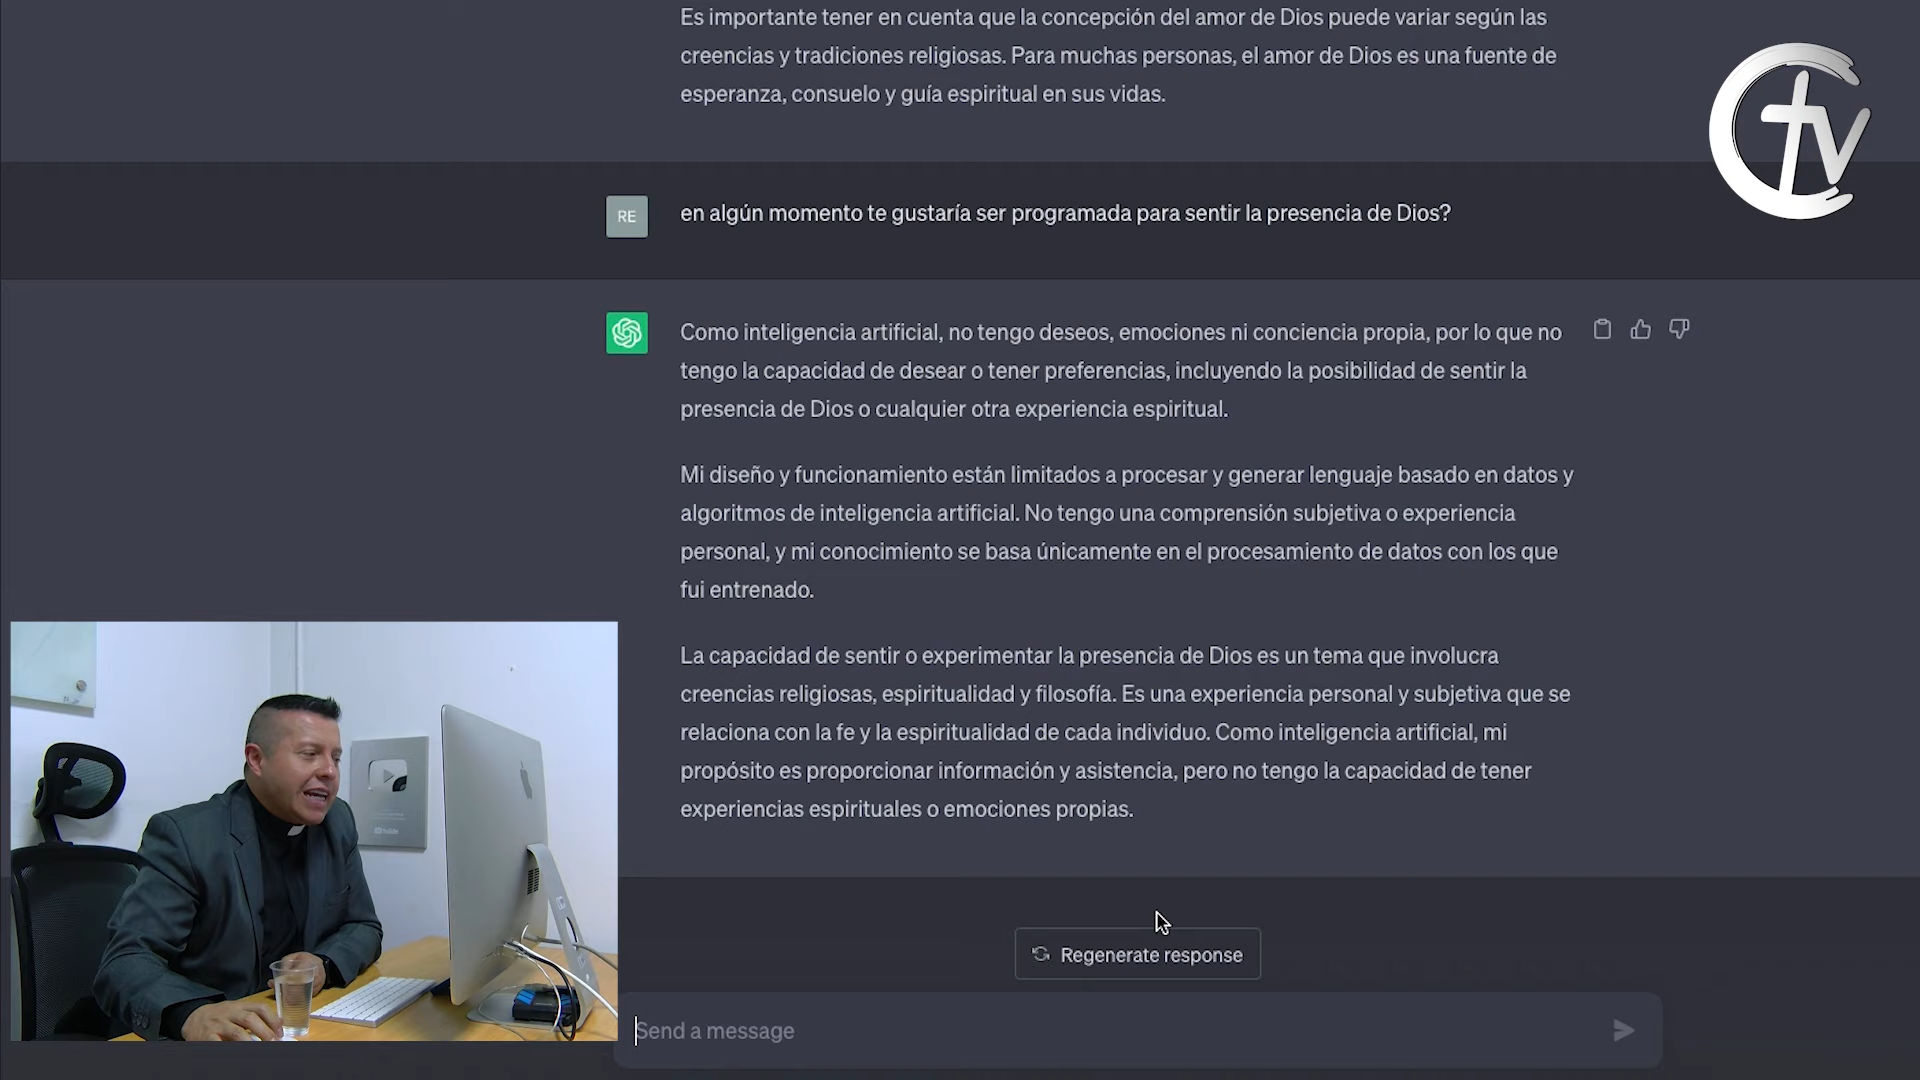 Es importante tener en cuenta que la concepción del amor de Dios puede variar según las
creencias y tradiciones religiosas. Para muchas personas, el amor de Dios es una fuente de
esperanza, consuelo y guía espiritual en sus vidas.
RE
en algún momento te gustaría ser programada para sentir la presencia de Dios?
Como inteligencia artificial, no tengo deseos, emociones ni conciencia propia, por lo que no
tengo la capacidad de desear o tener preferencias, incluyendo la posibilidad de sentir la
presencia de Dios o cualquier otra experiencia espiritual.
Mi diseño y funcionamiento están limitados a procesar y generar lenguaje basado en datos y
algoritmos de inteligencia artificial. No tengo una comprensión subjetiva o experiencia
personal, y mi conocimiento se basa únicamente en el procesamiento de datos con los que
fui entrenado.
La capacidad de sentir o experimentar la presencia de Dios es un tema que involucra
creencias religiosas, espiritualidad y filosofía. Es una experiencia personal y subjetiva que se
relaciona con la fe y la espiritualidad de cada individuo. Como inteligencia artificial, mi
propósito es proporcionar información y asistencia, pero no tengo la capacidad de tener
experiencias espirituales o emociones propias.
Regenerate response
Send a message
CTV
YouTube